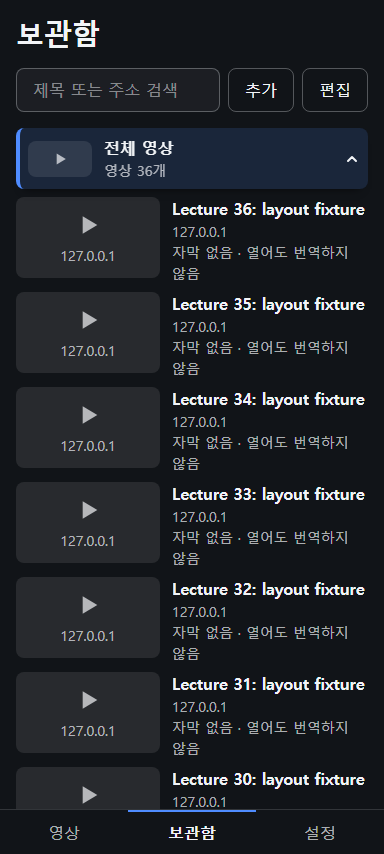 보관함
제목 또는 주소 검색
추가
편집
전체 영상
영상 36개
Lecture 36: layout fixture
127.0.0.1
127.0.0.1
자막 없음 · 열어도 번역하지
않음
Lecture 35: layout fixture
127.0.0.1
127.0.0.1
자막 없음 · 열어도 번역하지
않음
Lecture 34: layout fixture
127.0.0.1
127.0.0.1
자막 없음 · 열어도 번역하지
않음
Lecture 33: layout fixture
127.0.0.1
127.0.0.1
자막 없음 · 열어도 번역하지
않음
Lecture 32: layout fixture
127.0.0.1
127.0.0.1
자막 없음 · 열어도 번역하지
않음
Lecture 31: layout fixture
127.0.0.1
127.0.0.1
자막 없음 · 열어도 번역하지
않음
Lecture 30: layout fixture
127.0.0.1
영상
보관함
설정